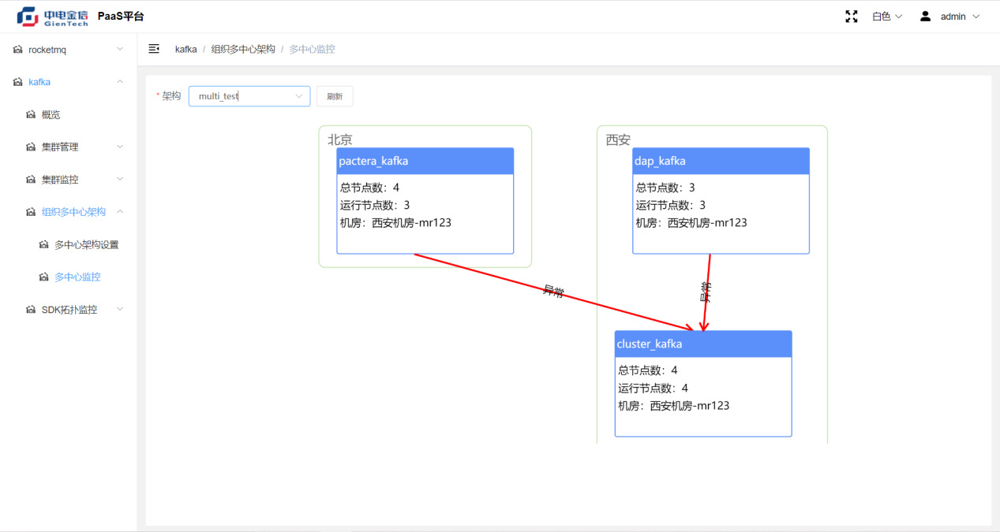 中电金信
GienTech
PaaS平台
白色
admin
rocketmq
kafka
概览
集群管理
集群监控
组织多中心架构
多中心架构设置
多中心监控
SDK拓扑监控
kafka / 组织多中心架构 / 多中心监控
* 架构
multi_test
刷新
北京
pactera_kafka
总节点数：4
运行节点数：3
机房：西安机房-mr123
西安
dap_kafka
总节点数：3
运行节点数：3
机房：西安机房-mr123
异常
异常
cluster_kafka
总节点数：4
运行节点数：4
机房：西安机房-mr123